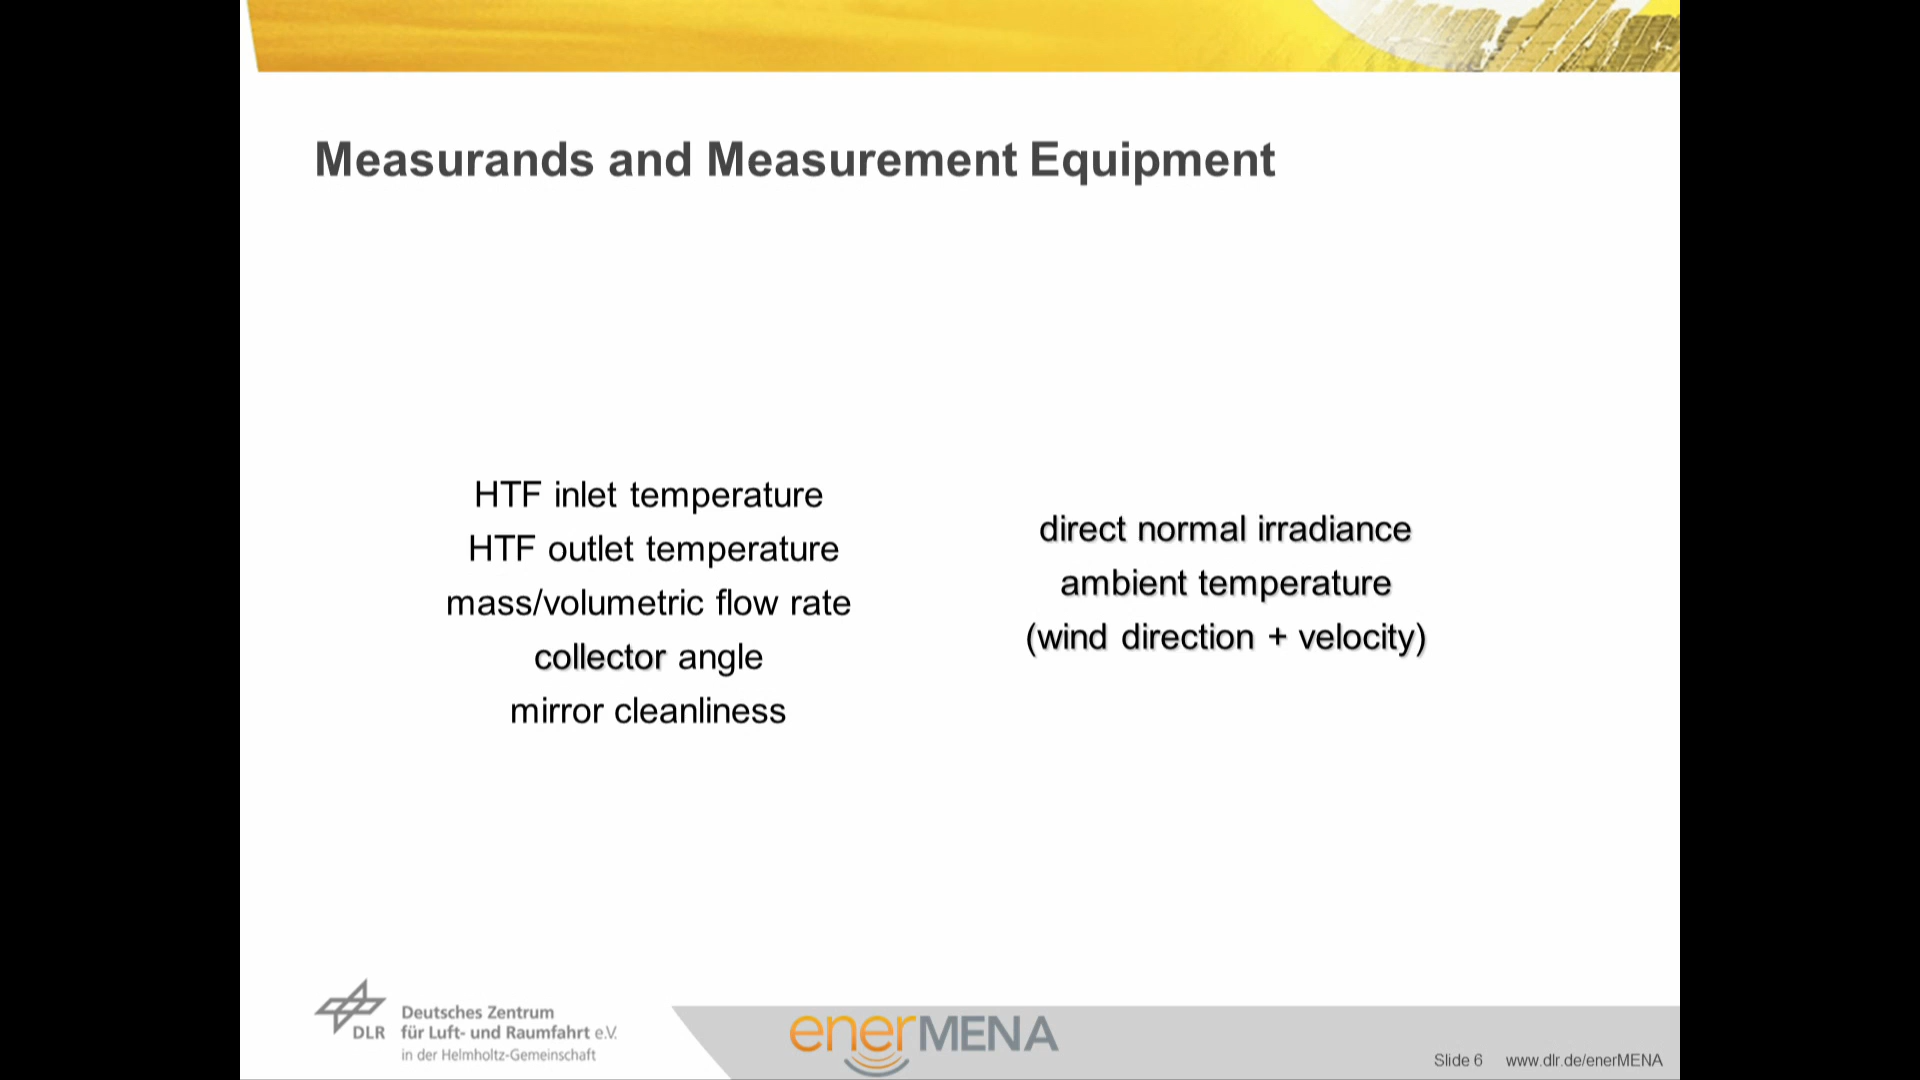 Measurands and Measurement Equipment
HTF inlet temperature
HTF outlet temperature
mass/volumetric flow rate
collector angle
mirror cleanliness
direct normal irradiance
ambient temperature
(wind direction + velocity)
DLR
Deutsches Zentrum
für Luft- und Raumfahrt e.V.
in der Helmholtz-Gemeinschaft
enerMENA
Slide 6 www.dlr.de/enerMENA